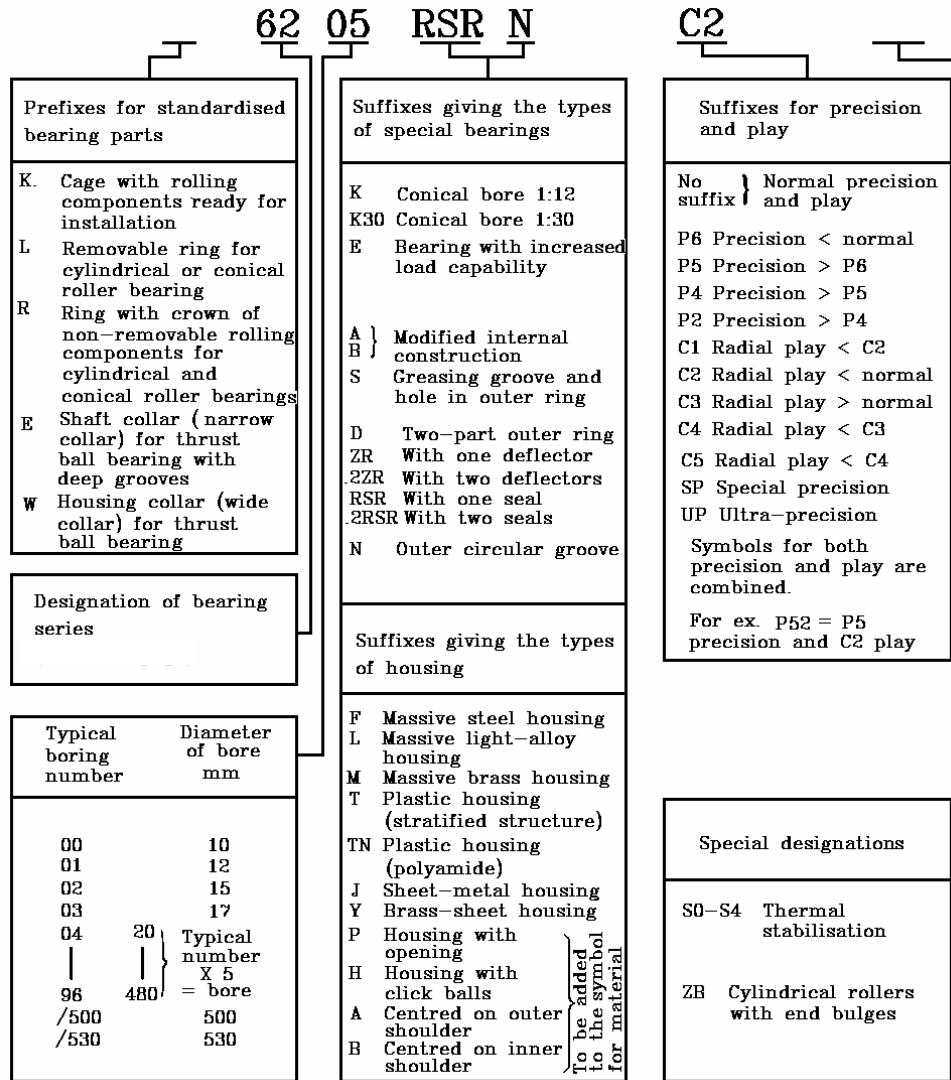 62 05 RSR N C2
Prefixes for standardised
bearing parts
K. Cage with rolling
components ready for
installation
L Removable ring for
cylindrical or conical
roller bearing
R Ring with crown of
non-removable rolling
components for
cylindrical and
conical roller bearings
E Shaft collar (narrow
collar) for thrust
ball bearing with
deep grooves
W Housing collar (wide
collar) for thrust
ball bearing
Designation of bearing
series
Typical Diameter
boring of bore
number mm
00 10
01 12
02 15
03 17
04 20 Typical
number
X 5
96 480 = bore
/500 500
/530 530
Suffixes giving the types
of special bearings
K Conical bore 1:12
K30 Conical bore 1:30
E Bearing with increased
load capability
A
B
Modified internal
construction
S Greasing groove and
hole in outer ring
D Two-part outer ring
ZR With one deflector
.2ZR With two deflectors
RSR With one seal
.2RSR With two seals
N Outer circular groove
Suffixes giving the types
of housing
F Massive steel housing
L Massive light-alloy
housing
M Massive brass housing
T Plastic housing
(stratified structure)
TN Plastic housing
(polyamide)
J Sheet-metal housing
Y Brass-sheet housing
P Housing with
opening
H Housing with
click balls
A Centred on outer
shoulder
B Centred on inner
shoulder
To be added
to the symbol
for material
Suffixes for precision
and play
No
suffix
Normal precision
and play
P6 Precision < normal
P5 Precision > P6
P4 Precision > P5
P2 Precision > P4
C1 Radial play < C2
C2 Radial play < normal
C3 Radial play > normal
C4 Radial play < C3
C5 Radial play < C4
SP Special precision
UP Ultra-precision
Symbols for both
precision and play are
combined.
For ex. P52 = P5
precision and C2 play
Special designations
S0-S4 Thermal
stabilisation
ZB Cylindrical rollers
with end bulges